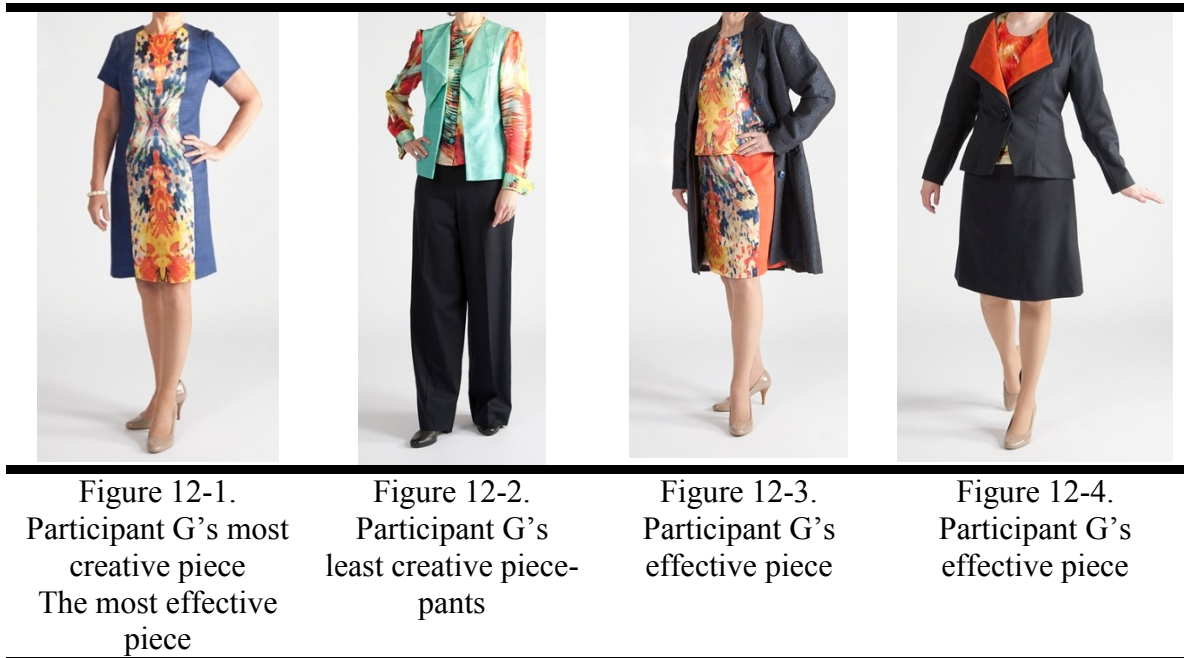 Figure 12-1.
Participant G's most
creative piece
The most effective
piece
Figure 12-2.
Participant G's
least creative piece-
pants
Figure 12-3.
Participant G's
effective piece
Figure 12-4.
Participant G's
effective piece